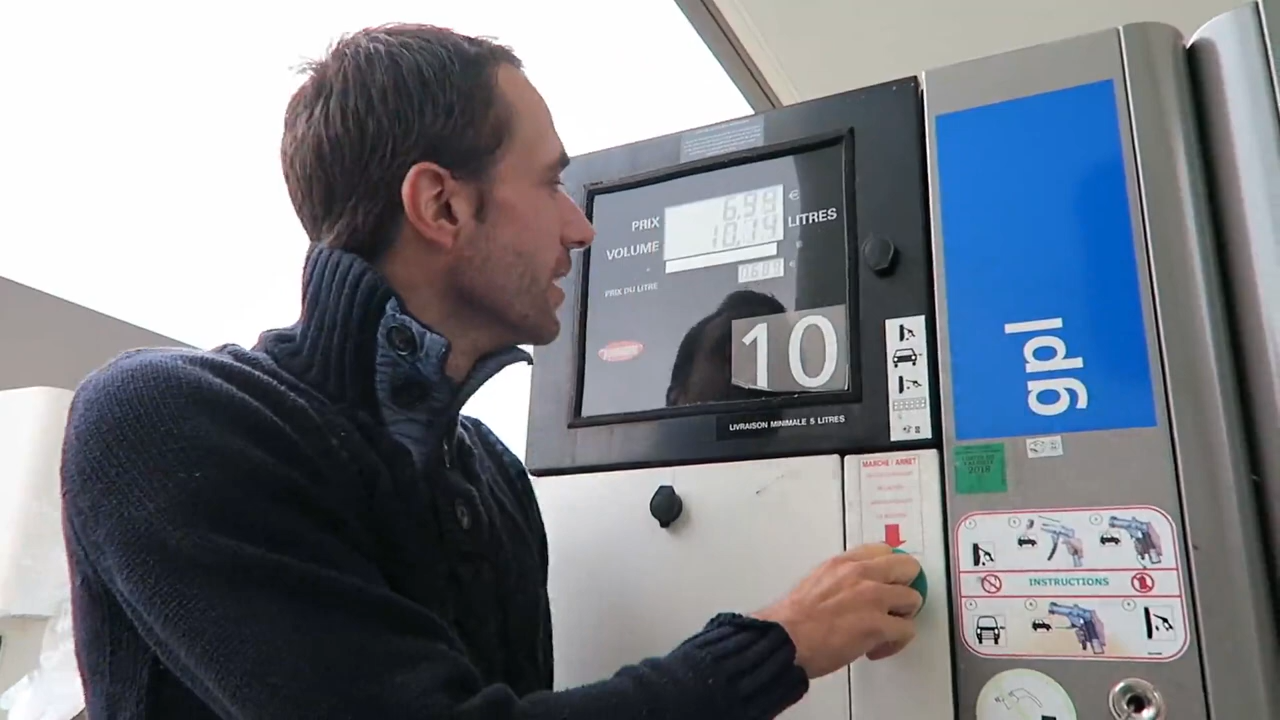 PRIX 6.99 €
VOLUME 10.14 LITRES
PRIX DU LITRE 0.689 €
10
LIVRAISON MINIMALE 5 LITRES
gpl
MARCHE / ARRET
2018
INSTRUCTIONS